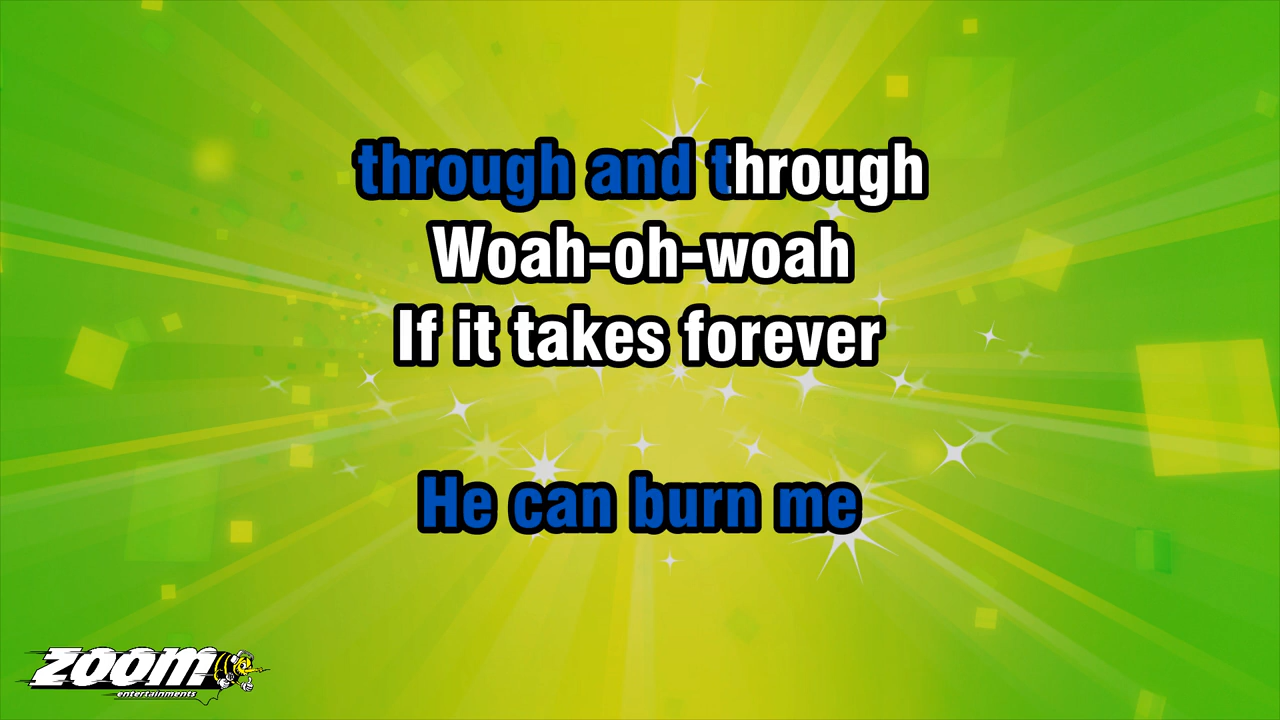 through and through
Woah-oh-woah
If it takes forever
He can burn me
ZOOM
entertainments